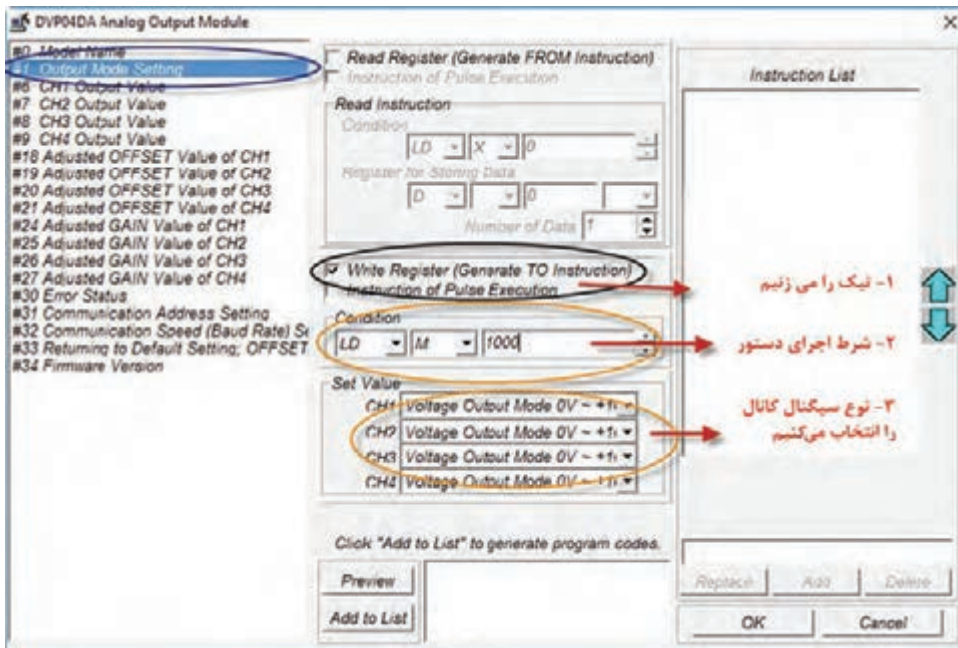 DVP04DA Analog Output Module
#0 Model Name
#1 Output Mode Setting
#6 CH1 Output Value
#7 CH2 Output Value
#8 CH3 Output Value
#9 CH4 Output Value
#18 Adjusted OFFSET Value of CH1
#19 Adjusted OFFSET Value of CH2
#20 Adjusted OFFSET Value of CH3
#21 Adjusted OFFSET Value of CH4
#24 Adjusted GAIN Value of CH1
#25 Adjusted GAIN Value of CH2
#26 Adjusted GAIN Value of CH3
#27 Adjusted GAIN Value of CH4
#30 Error Status
#31 Communication Address Setting
#32 Communication Speed (Baud Rate) S
#33 Returning to Default Setting; OFFSET
#34 Firmware Version
Read Register (Generate FROM Instruction)
Instruction of Pulse Execution
Read Instruction
Condition
LD X 0
Register for Storing Data
D 0
Number of Data 1
Write Register (Generate TO Instruction)
Instruction of Pulse Execution
Condition
LD M 1000
Set Value
CH1 Voltage Output Mode 0V ~ +1
CH2 Voltage Output Mode 0V ~ +1
CH3 Voltage Output Mode 0V ~ +1
CH4 Voltage Output Mode 0V ~ +1
Click "Add to List" to generate program codes.
Preview
Add to List
Instruction List
۱- تیک را می زنیم
۲- شرط اجرای دستور
۳- نوع سیگنال کانال
را انتخاب می‌کنیم
Replace Add Delete
OK Cancel